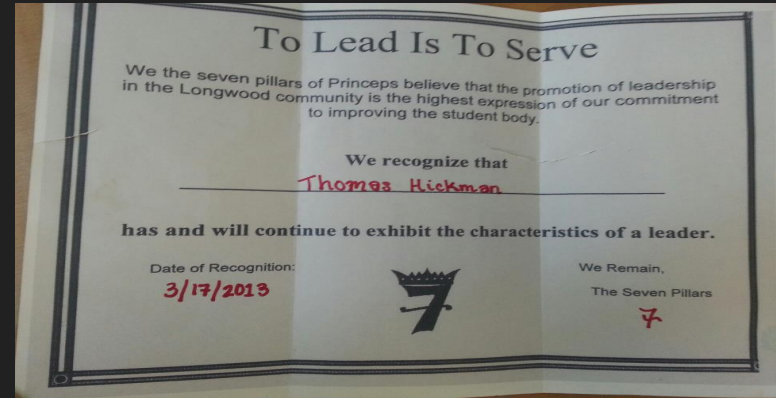 To Lead Is To Serve
We the seven pillars of Princeps believe that the promotion of leadership
in the Longwood community is the highest expression of our commitment
to improving the student body.
We recognize that
Thomas Hickman
has and will continue to exhibit the characteristics of a leader.
Date of Recognition:
3/17/2013
7
We Remain,
The Seven Pillars
7